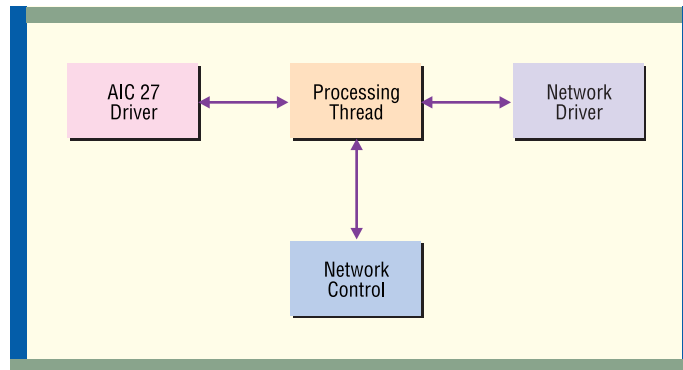 AIC 27
Driver
Processing
Thread
Network
Driver
Network
Control